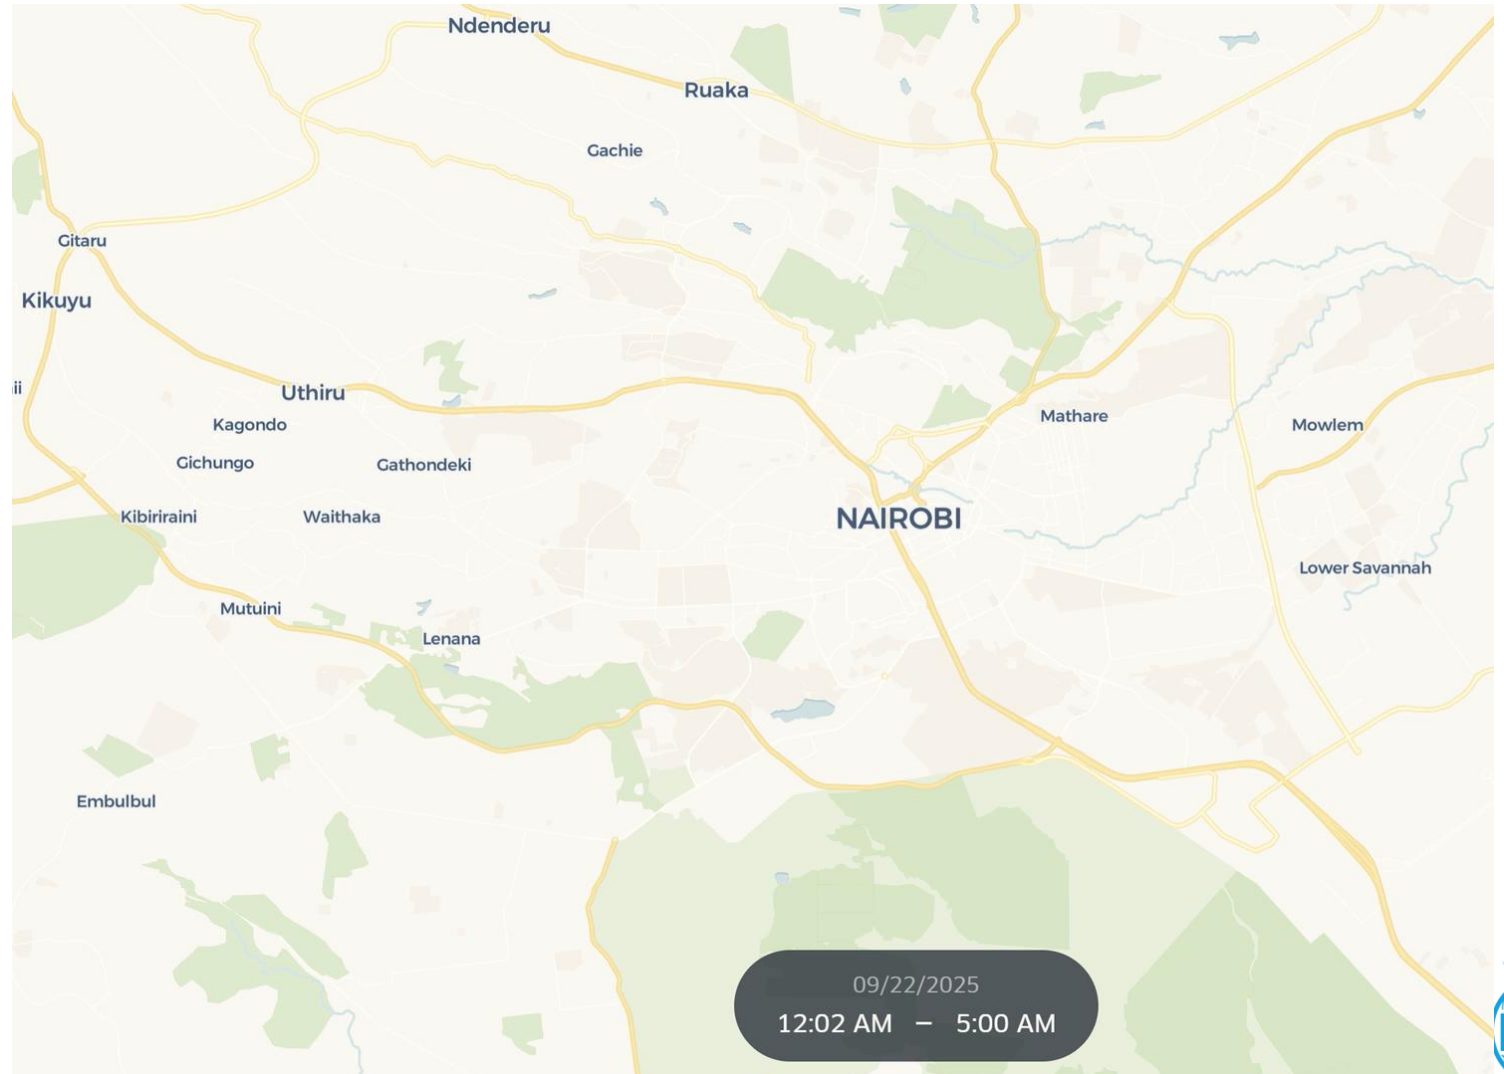 Ndenderu
Ruaka
Gachie
Gitaru
Kikuyu
Uthiru
Kagondo
Mathare
Mowlem
Gichungo
Gathondeki
Kibiriraini
Waithaka
NAIROBI
Lower Savannah
Mutuini
Lenana
Embulbul
09/22/2025
12:02 AM – 5:00 AM